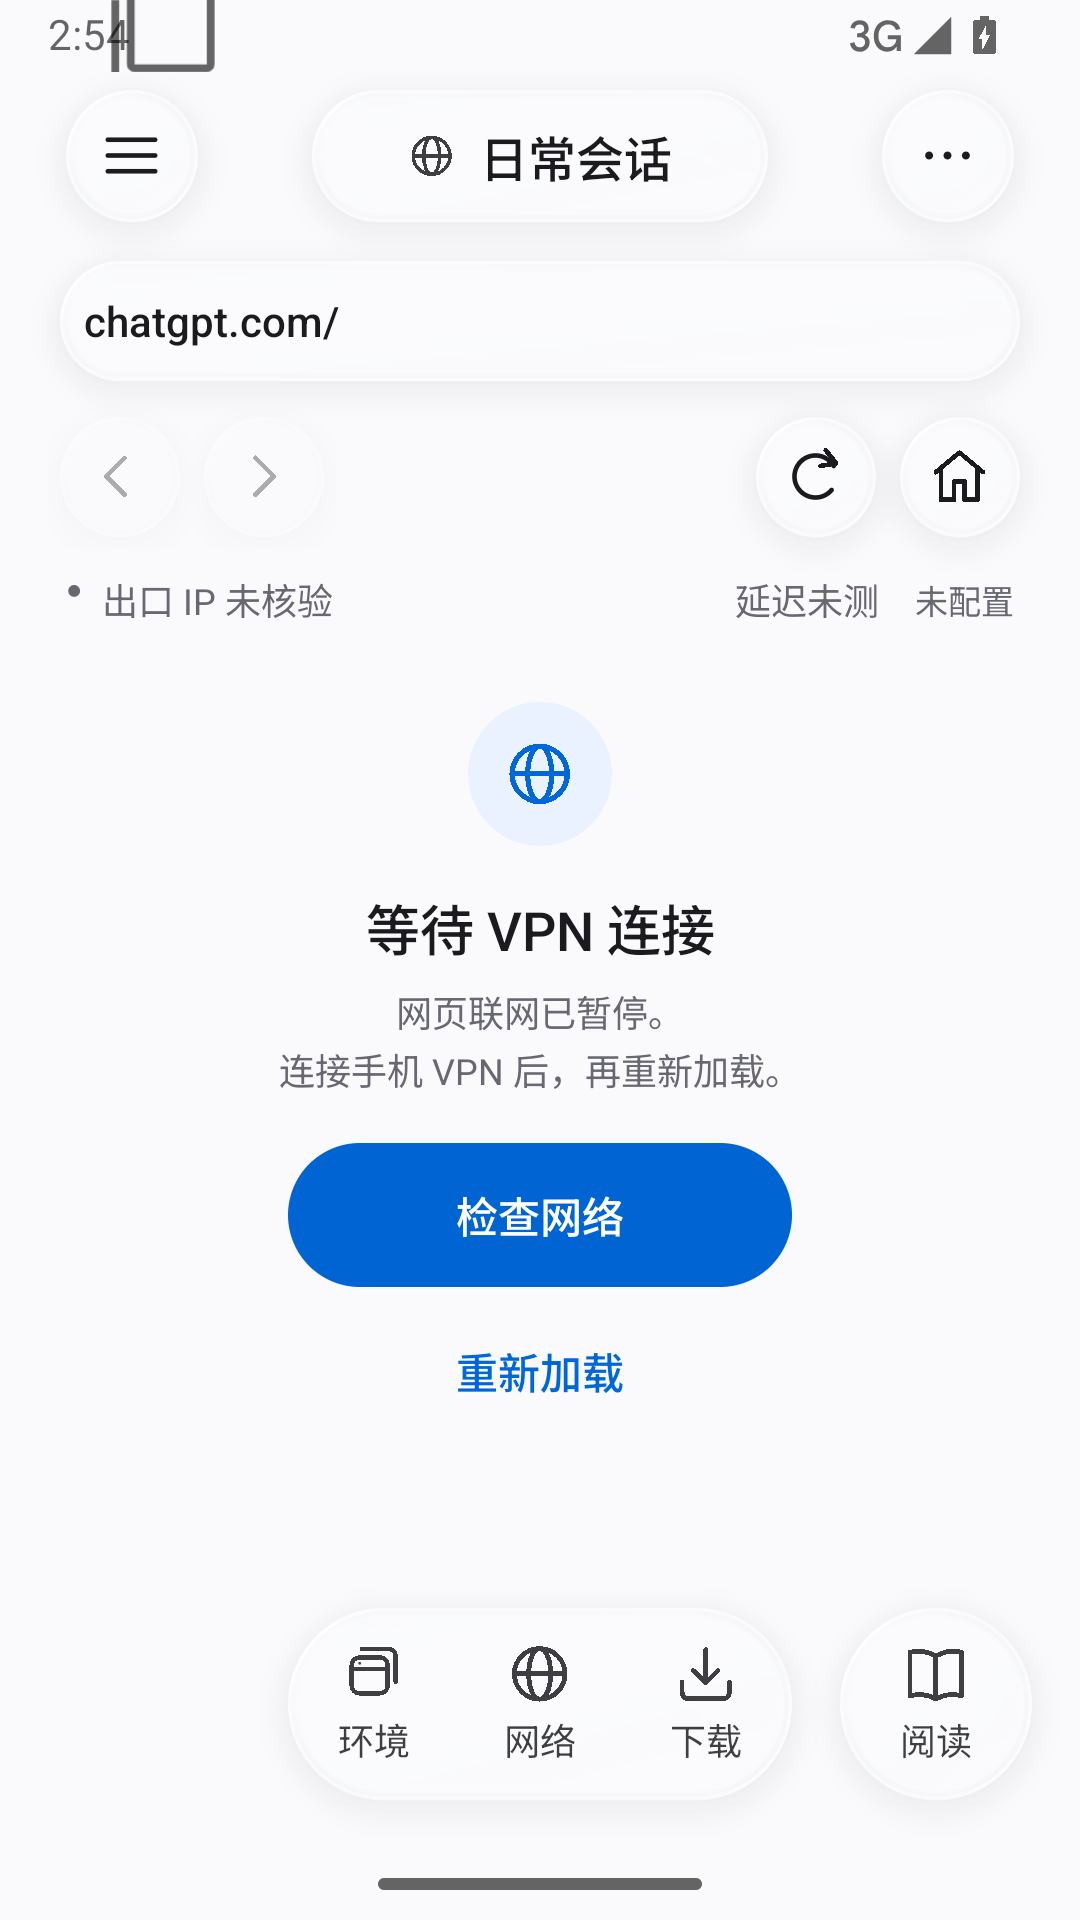 2:54
3G
日常会话
chatgpt.com/
出口 IP 未核验
延迟未测
未配置
等待 VPN 连接
网页联网已暂停。
连接手机 VPN 后，再重新加载。
检查网络
重新加载
环境
网络
下载
阅读